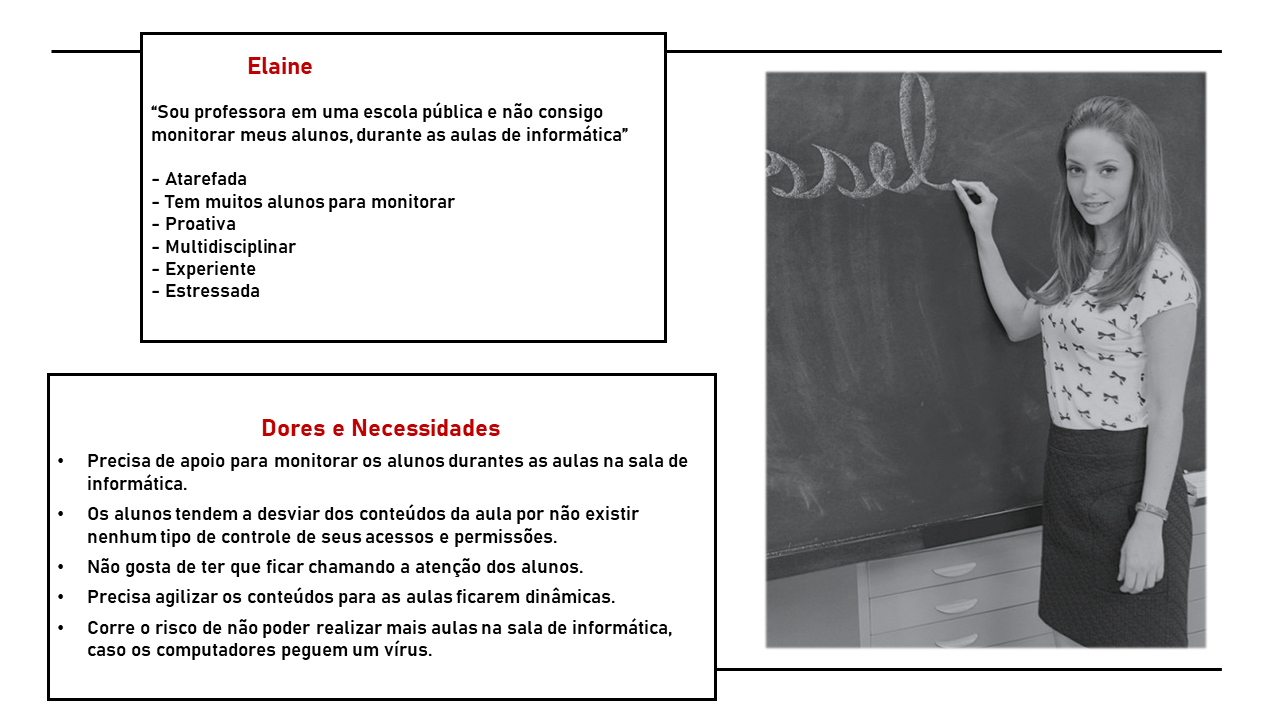 Elaine
“Sou professora em uma escola pública e não consigo
monitorar meus alunos, durante as aulas de informática”
- Atarefada
- Tem muitos alunos para monitorar
- Proativa
- Multidisciplinar
- Experiente
- Estressada
ssel
Dores e Necessidades
• Precisa de apoio para monitorar os alunos durantes as aulas na sala de
informática.
• Os alunos tendem a desviar dos conteúdos da aula por não existir
nenhum tipo de controle de seus acessos e permissões.
• Não gosta de ter que ficar chamando a atenção dos alunos.
• Precisa agilizar os conteúdos para as aulas ficarem dinâmicas.
• Corre o risco de não poder realizar mais aulas na sala de informática,
caso os computadores peguem um vírus.